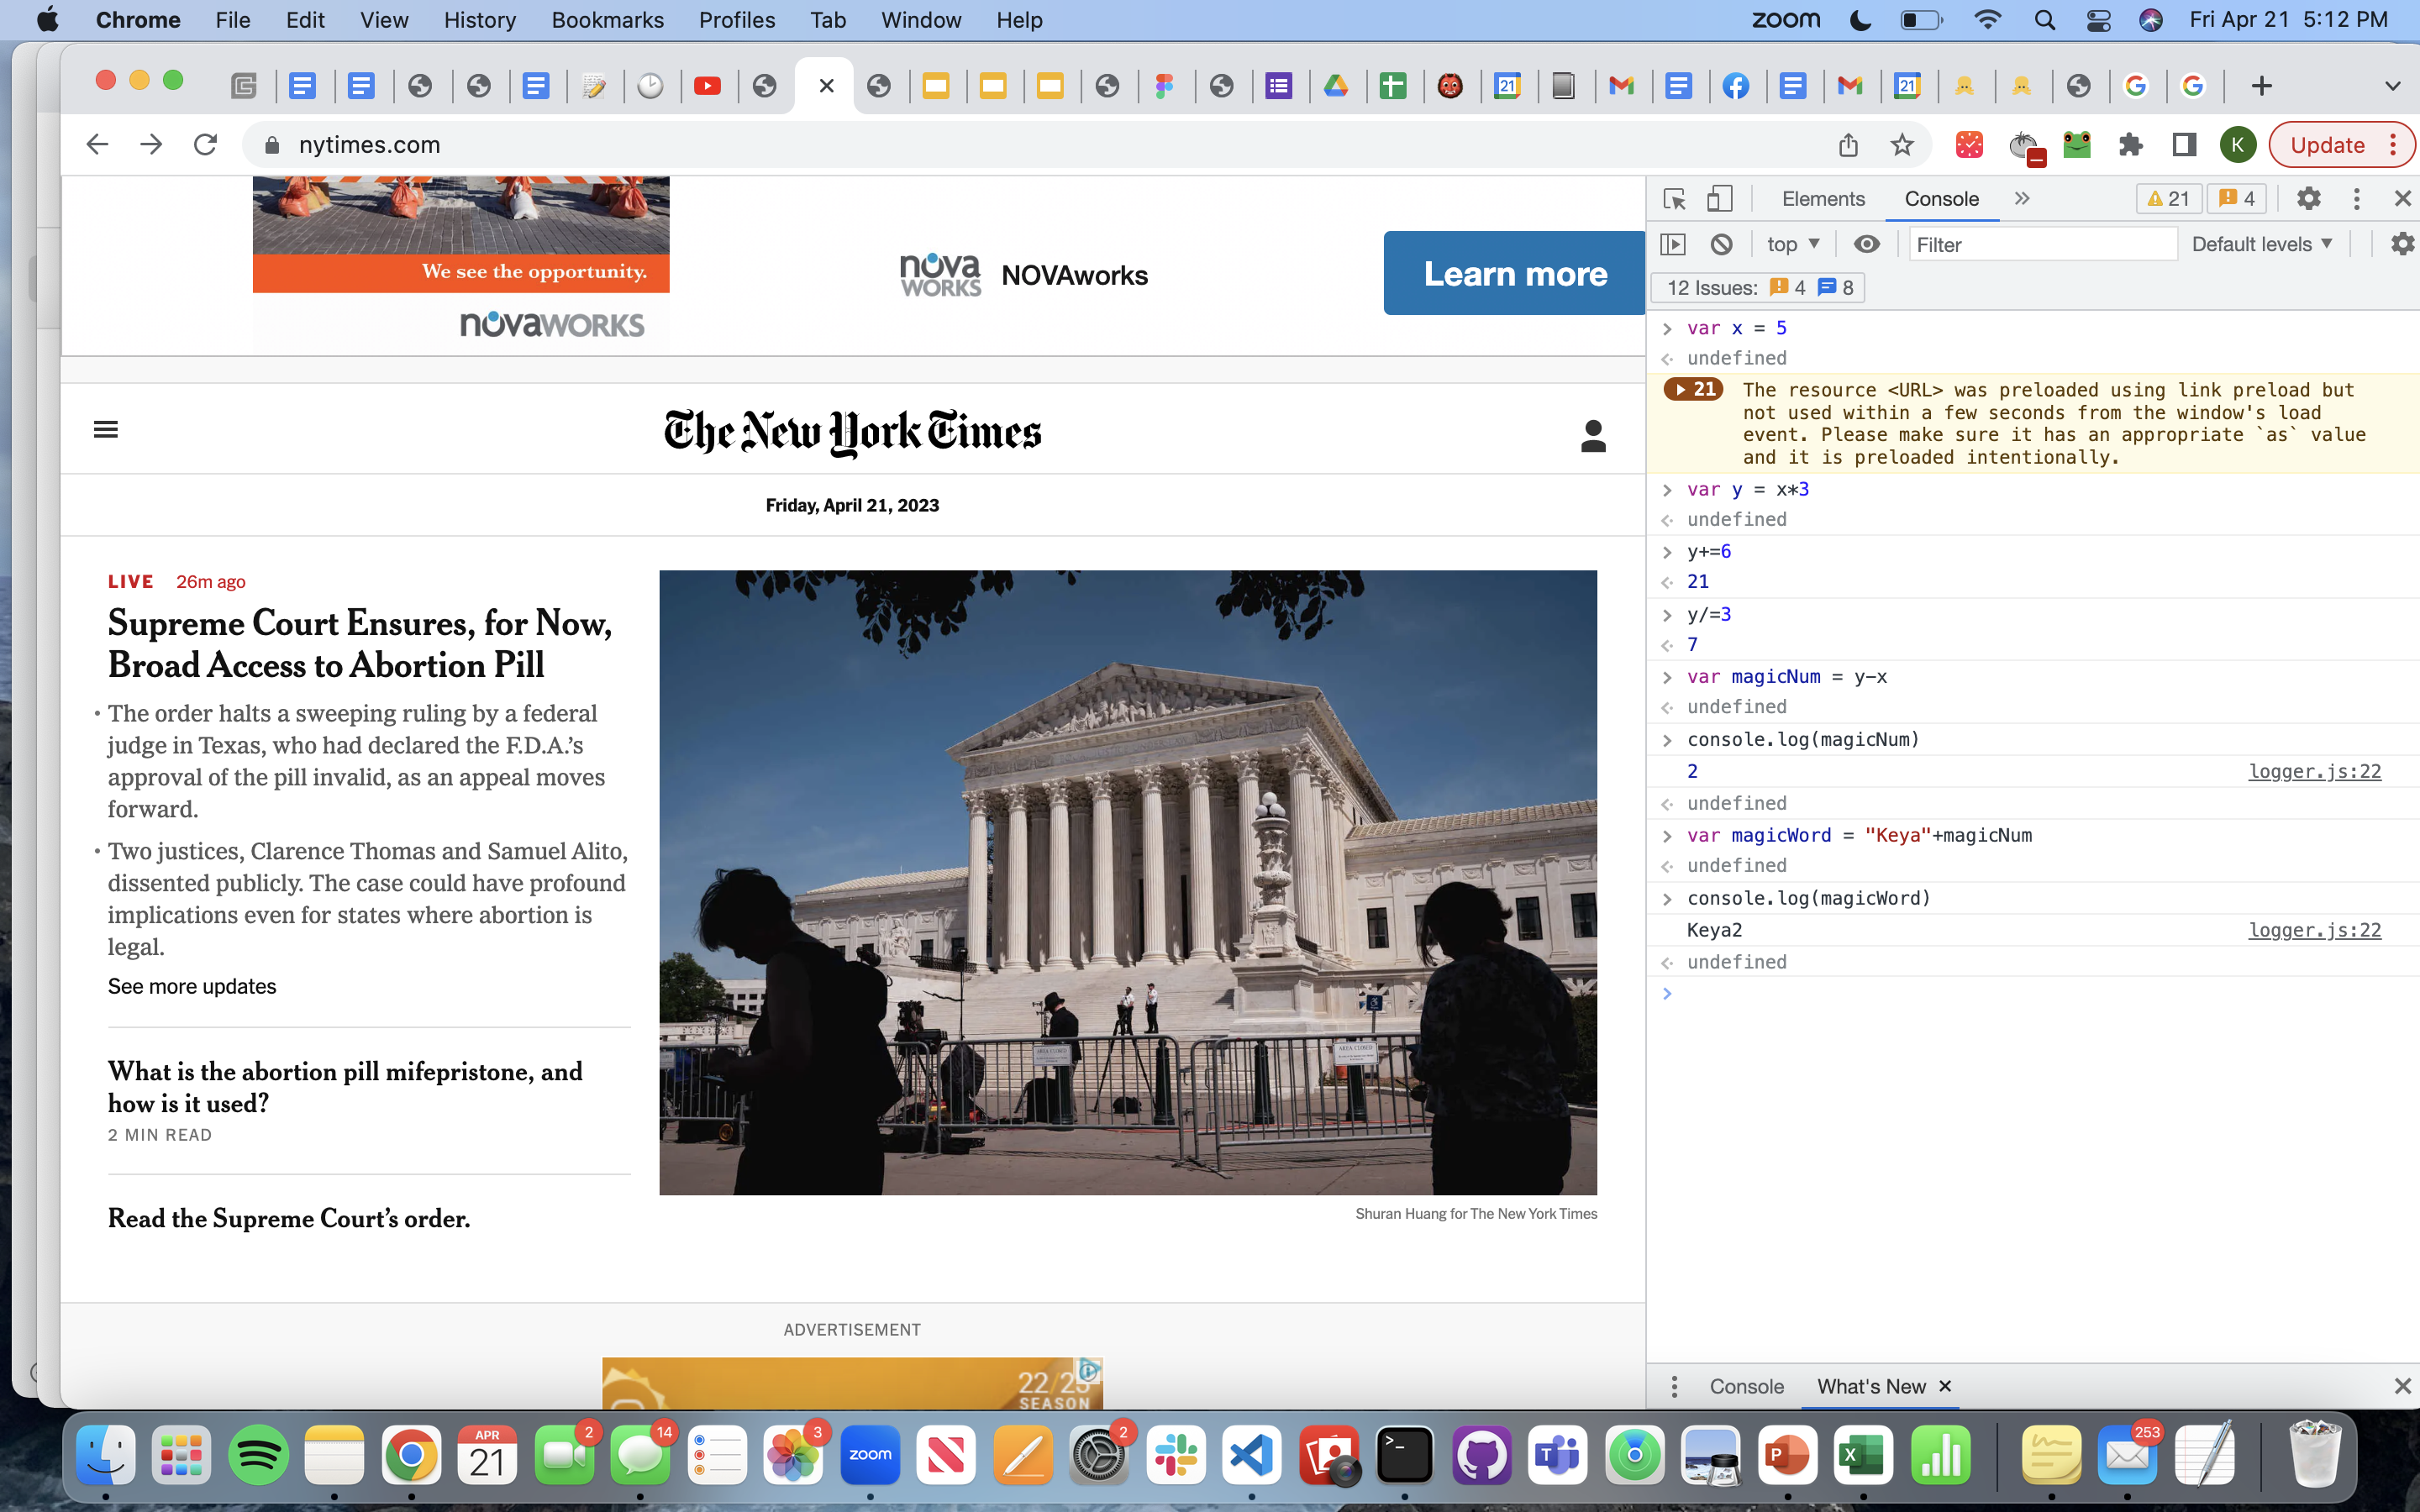 Chrome File Edit View History Bookmarks Profiles Tab Window Help zoom Fri Apr 21 5:12 PM
21 21
nytimes.com K Update
We see the opportunity.
novaWORKS
nova
WORKS
NOVAworks
Learn more
The New York Times
Friday, April 21, 2023
LIVE 26m ago
Supreme Court Ensures, for Now,
Broad Access to Abortion Pill
• The order halts a sweeping ruling by a federal
judge in Texas, who had declared the F.D.A.’s
approval of the pill invalid, as an appeal moves
forward.
• Two justices, Clarence Thomas and Samuel Alito,
dissented publicly. The case could have profound
implications even for states where abortion is
legal.
See more updates
What is the abortion pill mifepristone, and
how is it used?
2 MIN READ
Read the Supreme Court’s order.
AREA CLOSED
AREA CLOSED
Shuran Huang for The New York Times
ADVERTISEMENT
22/23
SEASON
Elements Console 21 4
top Filter Default levels
12 Issues: 4 8
> var x = 5
undefined
21 The resource <URL> was preloaded using link preload but
not used within a few seconds from the window's load
event. Please make sure it has an appropriate `as` value
and it is preloaded intentionally.
> var y = x*3
undefined
> y+=6
21
> y/=3
7
> var magicNum = y-x
undefined
> console.log(magicNum)
2 logger.js:22
undefined
> var magicWord = "Keya"+magicNum
undefined
> console.log(magicWord)
Keya2 logger.js:22
undefined
>
Console What's New
APR
21 2 14 3 zoom 2 >_ T P X 253